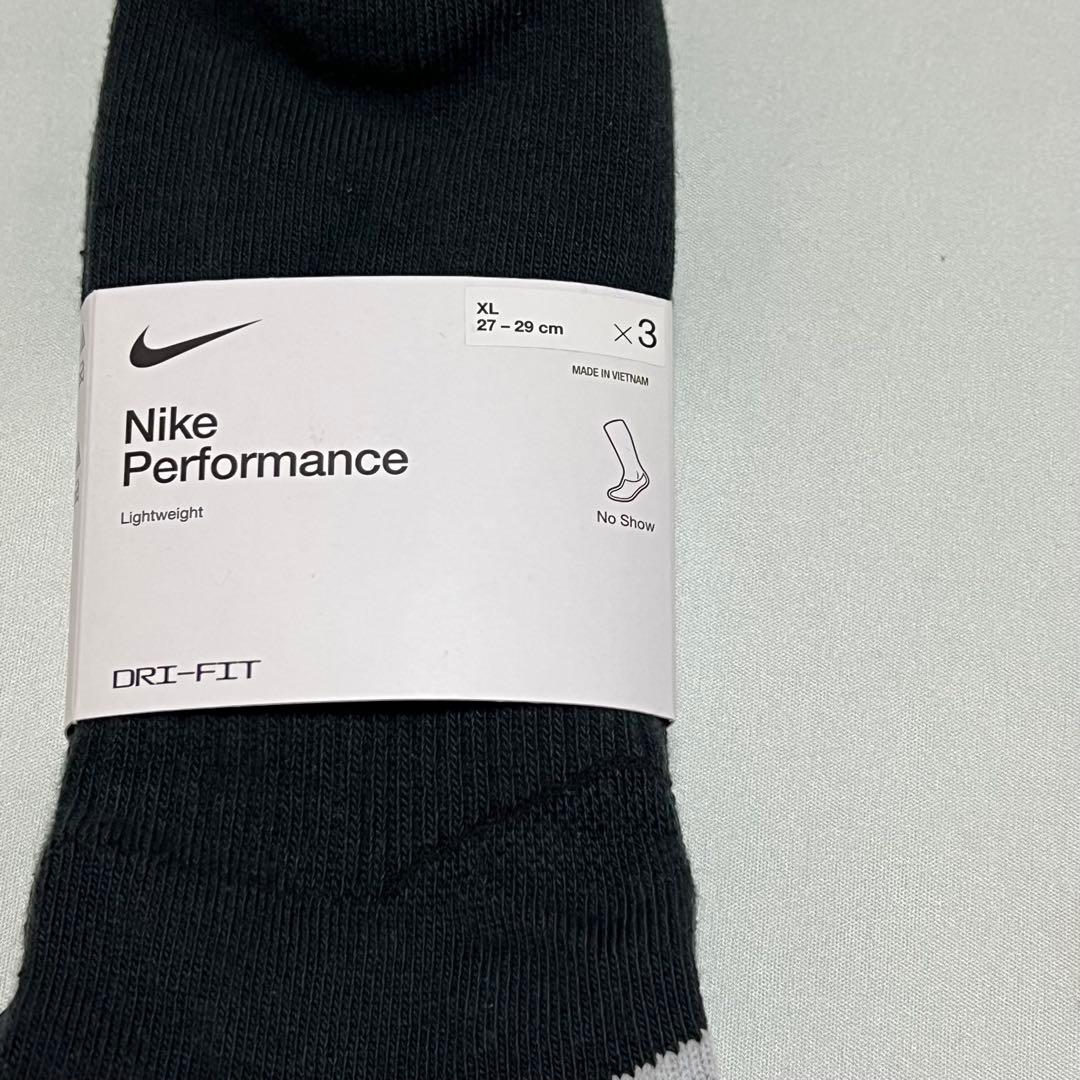 XL
27 – 29 cm
×3
MADE IN VIETNAM
Nike
Performance
Lightweight
No Show
DRI-FIT